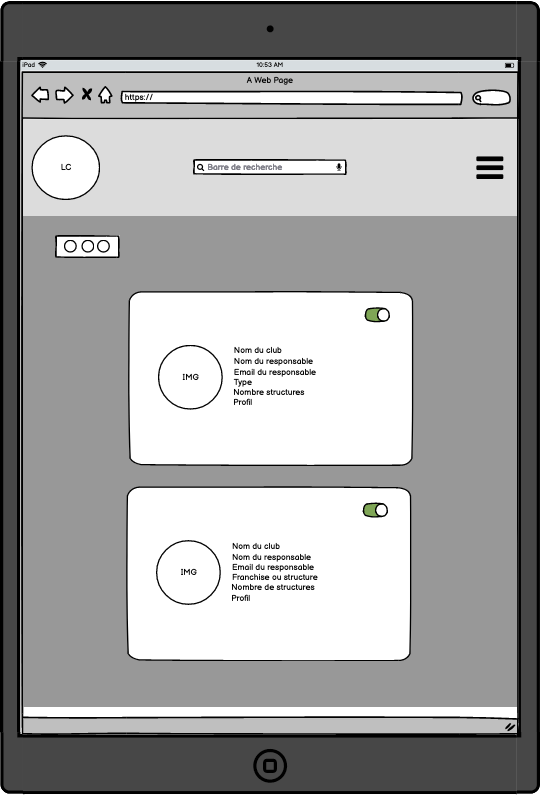 iPad
10:53 AM
A Web Page
https://
LC
Barre de recherche
IMG
Nom du club
Nom du responsable
Email du responsable
Type
Nombre structures
Profil
IMG
Nom du club
Nom du responsable
Email du responsable
Franchise ou structure
Nombre de structures
Profil